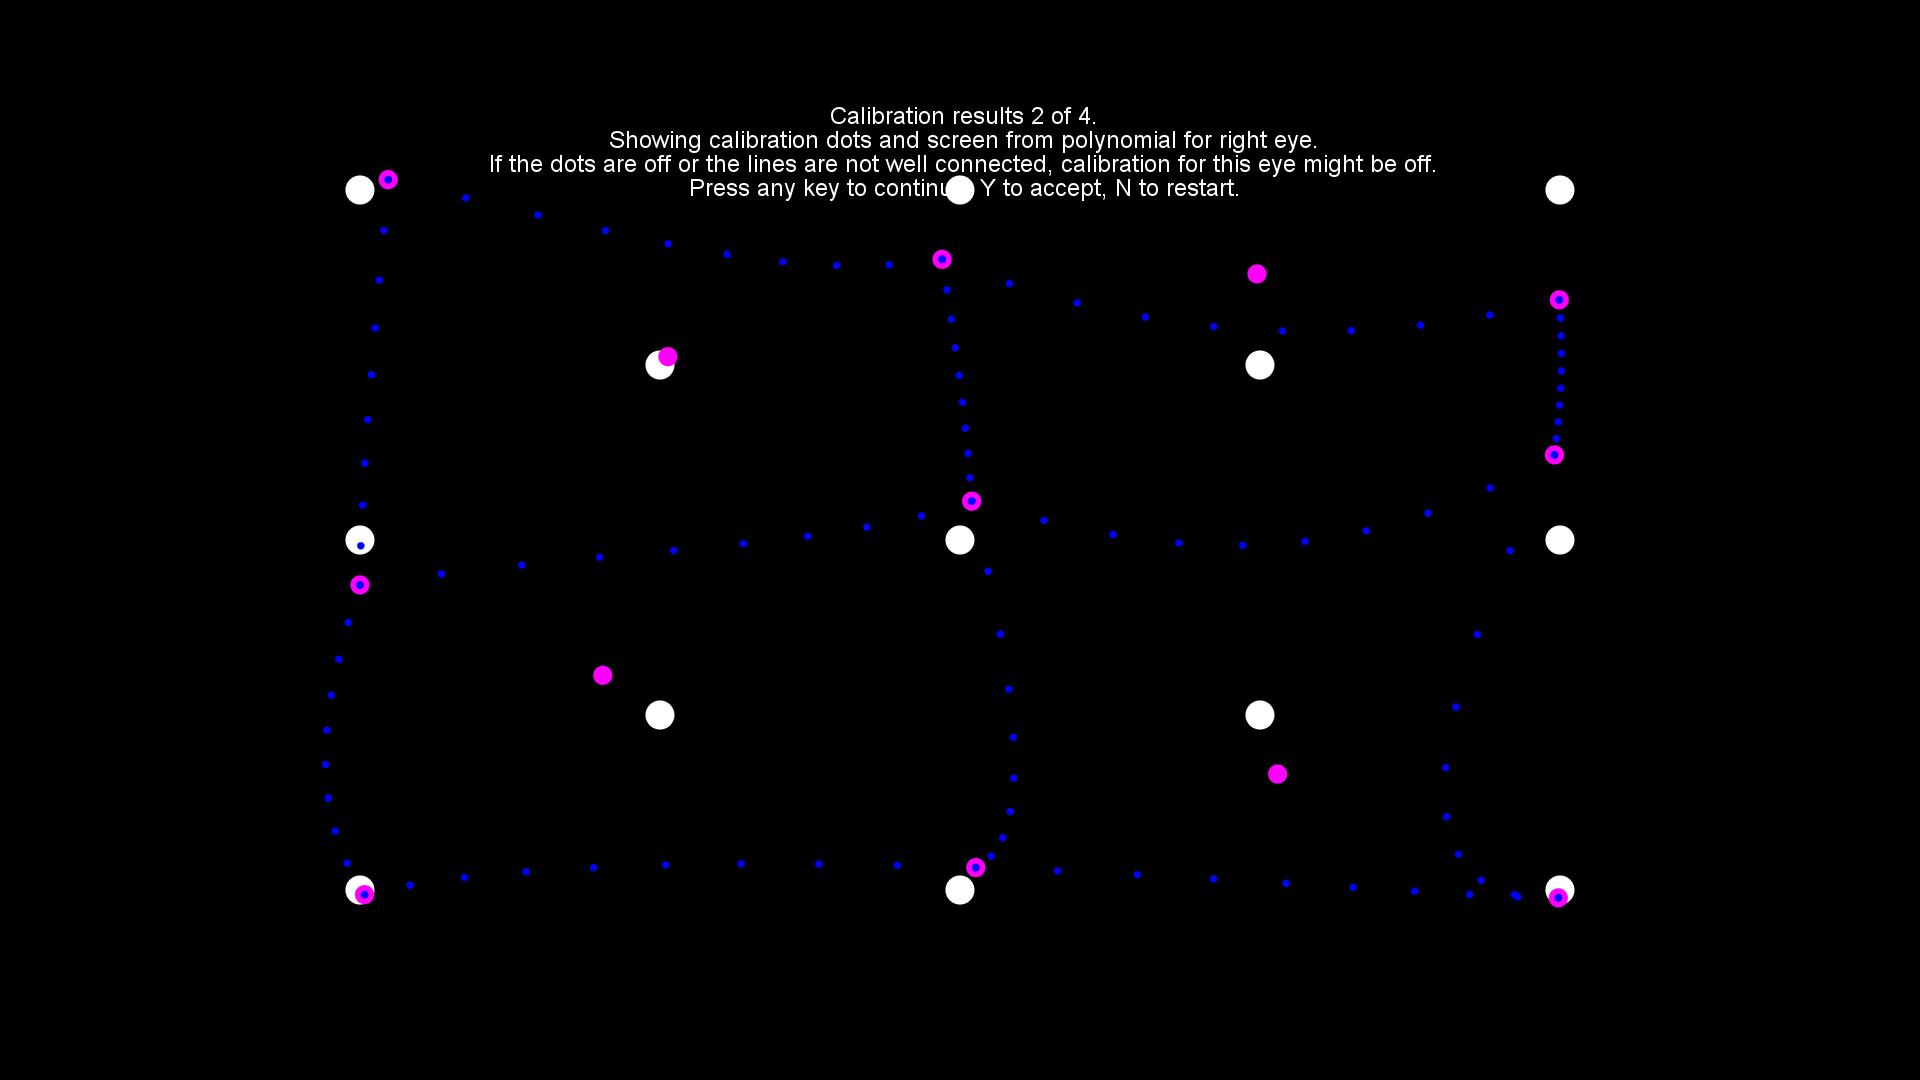 Calibration results 2 of 4.
Showing calibration dots and screen from polynomial for right eye.
If the dots are off or the lines are not well connected, calibration for this eye might be off.
Press any key to continu Y to accept, N to restart.